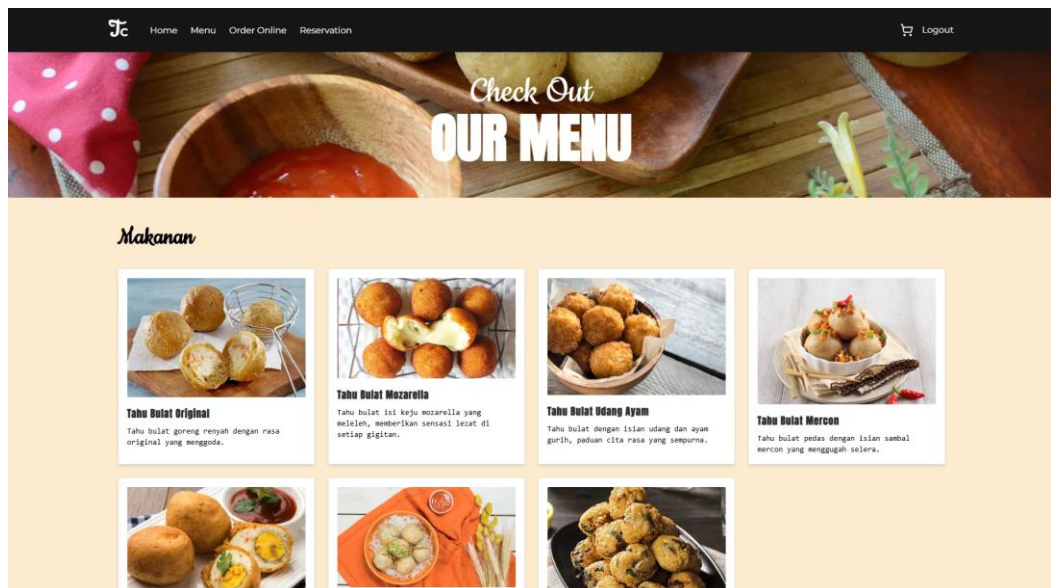 Tc
Home Menu Order Online Reservation
Logout
Check Out
OUR MENU
Makanan
Tahu Bulat Original
Tahu bulat goreng renyah dengan rasa
original yang menggoda.
Tahu Bulat Mozarella
Tahu bulat isi keju mozarella yang
meleleh, memberikan sensasi lezat di
setiap gigitan.
Tahu Bulat Udang Ayam
Tahu bulat dengan isian udang dan ayam
gurih, paduan cita rasa yang sempurna.
Tahu Bulat Mercon
Tahu bulat pedas dengan isian sambal
mercon yang menggugah selera.